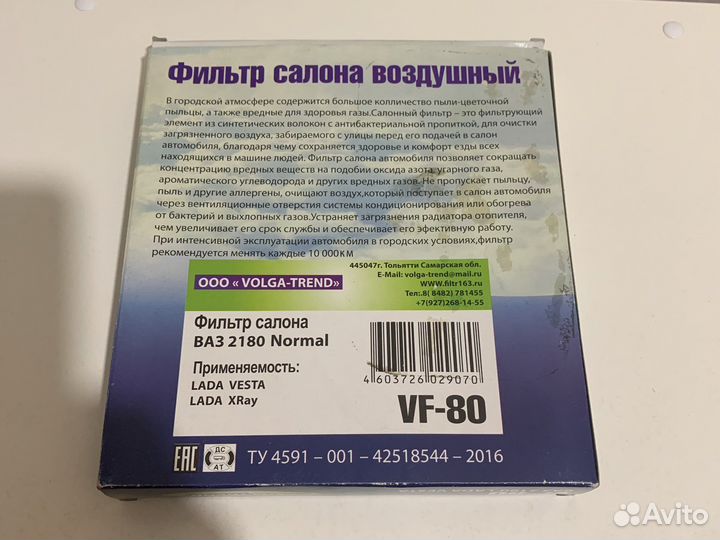 Фильтр салона воздушный
В городской атмосфере содержится большое колличество пыли-цветочной
пыльцы, а также вредные для здоровья газы.Салонный фильтр – это фильтрующий
элемент из синтетических волокон с антибактериальной пропиткой, для очистки
загрязненного воздуха, забираемого с улицы перед его подачей в салон
автомобиля, благодаря чему сохраняется здоровье и комфорт езды всех
находящихся в машине людей. Фильтр салона автомобиля позволяет сокращать
концентрацию вредных веществ на подобии оксида азота, угарного газа,
ароматического углеводорода и других вредных газов. Не пропускает пыльцу,
пыль и другие аллергены, очищают воздух,который поступает в салон автомобиля
через вентиляционные отверстия системы кондиционирования или обогрева
от бактерий и выхлопных газов.Устраняет загрязнения радиатора отопителя,
чем увеличивает его срок службы и обеспечивает его эфективную работу.
При интенсивной эксплуатации автомобиля в городских условиях,фильтр
рекомендуется менять каждые 10 000км
445047г. Тольятти Самарская обл.
E-Mail: volga-trend@mail.ru
www.filtr163.ru
Тел:.8( 8482) 781455
+7(927)268-14-55
ООО « VOLGA-TREND»
Фильтр салона
ВАЗ 2180 Normal
Применяемость:
LADA VESTA
LADA XRay
4 603726 029070
VF-80
EAC
ДС
АТ
ТУ 4591 – 001 – 42518544 – 2016
Avito